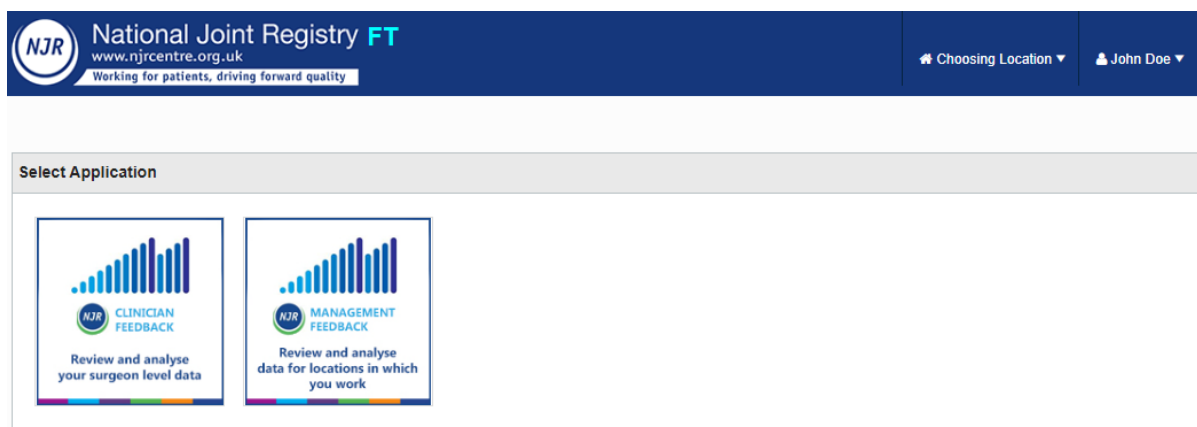 NJR
National Joint Registry FT
www.njrcentre.org.uk
Working for patients, driving forward quality
Choosing Location
John Doe
Select Application
NJR
CLINICIAN
FEEDBACK
Review and analyse
your surgeon level data
NJR
MANAGEMENT
FEEDBACK
Review and analyse
data for locations in which
you work